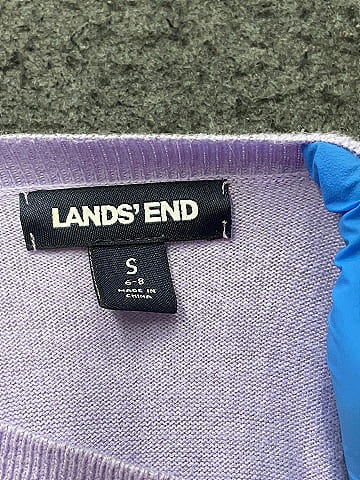 LANDS' END
S
6-8
MADE IN
CHINA